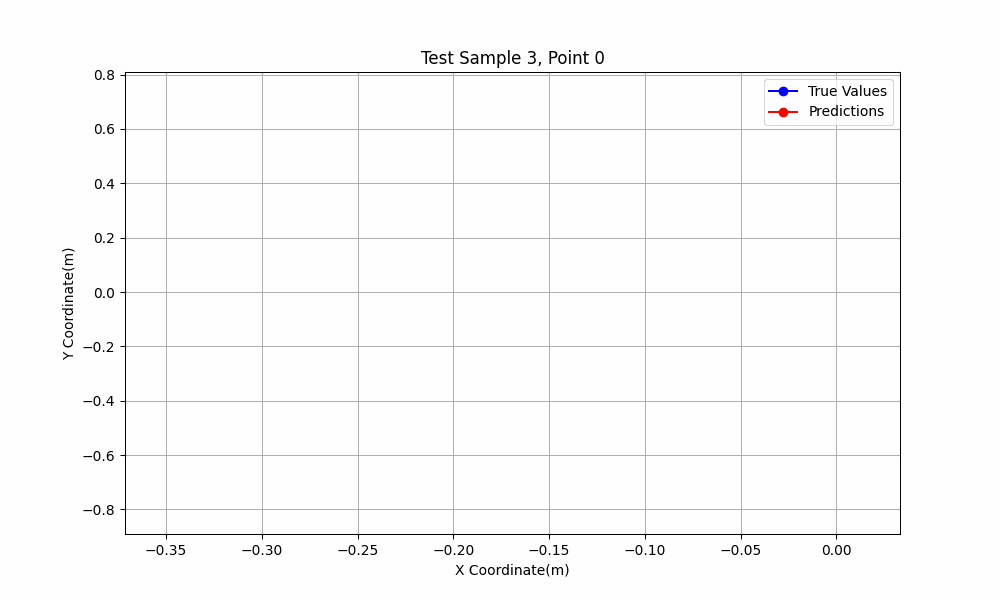 Test Sample 3, Point 0
True Values
Predictions
Y Coordinate(m)
0.8
0.6
0.4
0.2
0.0
−0.2
−0.4
−0.6
−0.8
−0.35 −0.30 −0.25 −0.20 −0.15 −0.10 −0.05 0.00
X Coordinate(m)